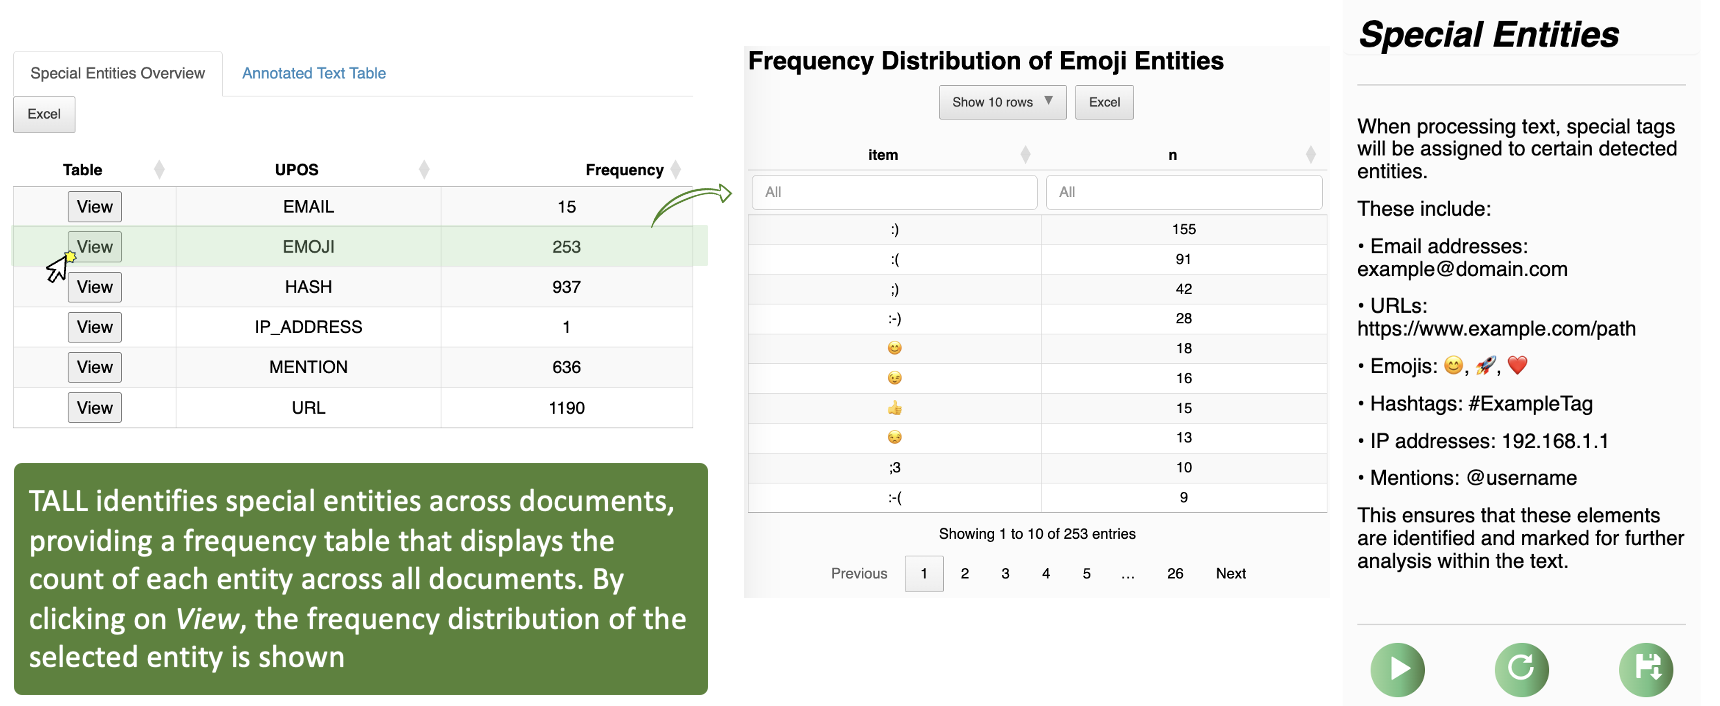 Special Entities Overview
Annotated Text Table
Excel
Table UPOS Frequency
View EMAIL 15
View EMOJI 253
View HASH 937
View IP_ADDRESS 1
View MENTION 636
View URL 1190
TALL identifies special entities across documents,
providing a frequency table that displays the
count of each entity across all documents. By
clicking on View, the frequency distribution of the
selected entity is shown
Frequency Distribution of Emoji Entities
Show 10 rows ▼ Excel
item n
All All
:) 155
:( 91
;) 42
:-) 28
😊 18
😉 16
👍 15
😏 13
;3 10
:-( 9
Showing 1 to 10 of 253 entries
Previous 1 2 3 4 5 … 26 Next
Special Entities
When processing text, special tags
will be assigned to certain detected
entities.
These include:
• Email addresses:
example@domain.com
• URLs:
https://www.example.com/path
• Emojis: 😊, 🚀, ❤️
• Hashtags: #ExampleTag
• IP addresses: 192.168.1.1
• Mentions: @username
This ensures that these elements
are identified and marked for further
analysis within the text.